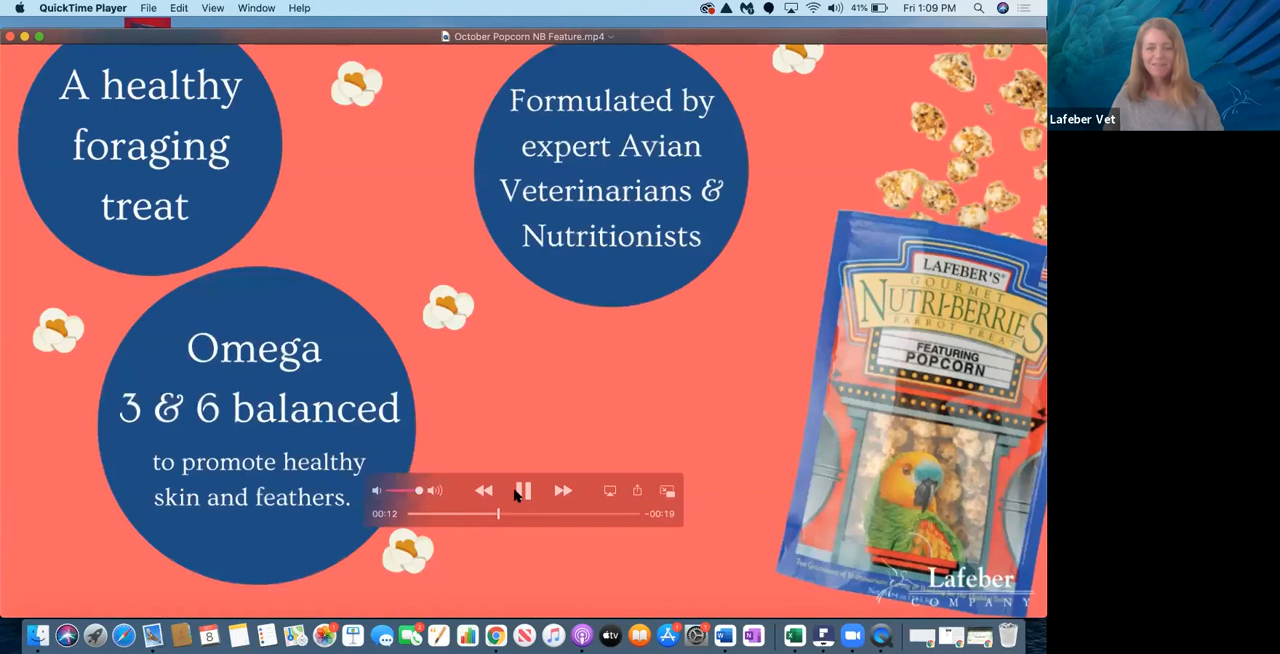 QuickTime Player File Edit View Window Help
41% Fri 1:09 PM
October Popcorn NB Feature.mp4
A healthy
foraging
treat
Formulated by
expert Avian
Veterinarians &
Nutritionists
Omega
3 & 6 balanced
to promote healthy
skin and feathers.
LAFEBER'S
GOURMET
NUTRI-BERRIES
PARROT TREAT
FEATURING
POPCORN
Lafeber
COMPANY
00:12
-00:19
Lafeber Vet
8
tv